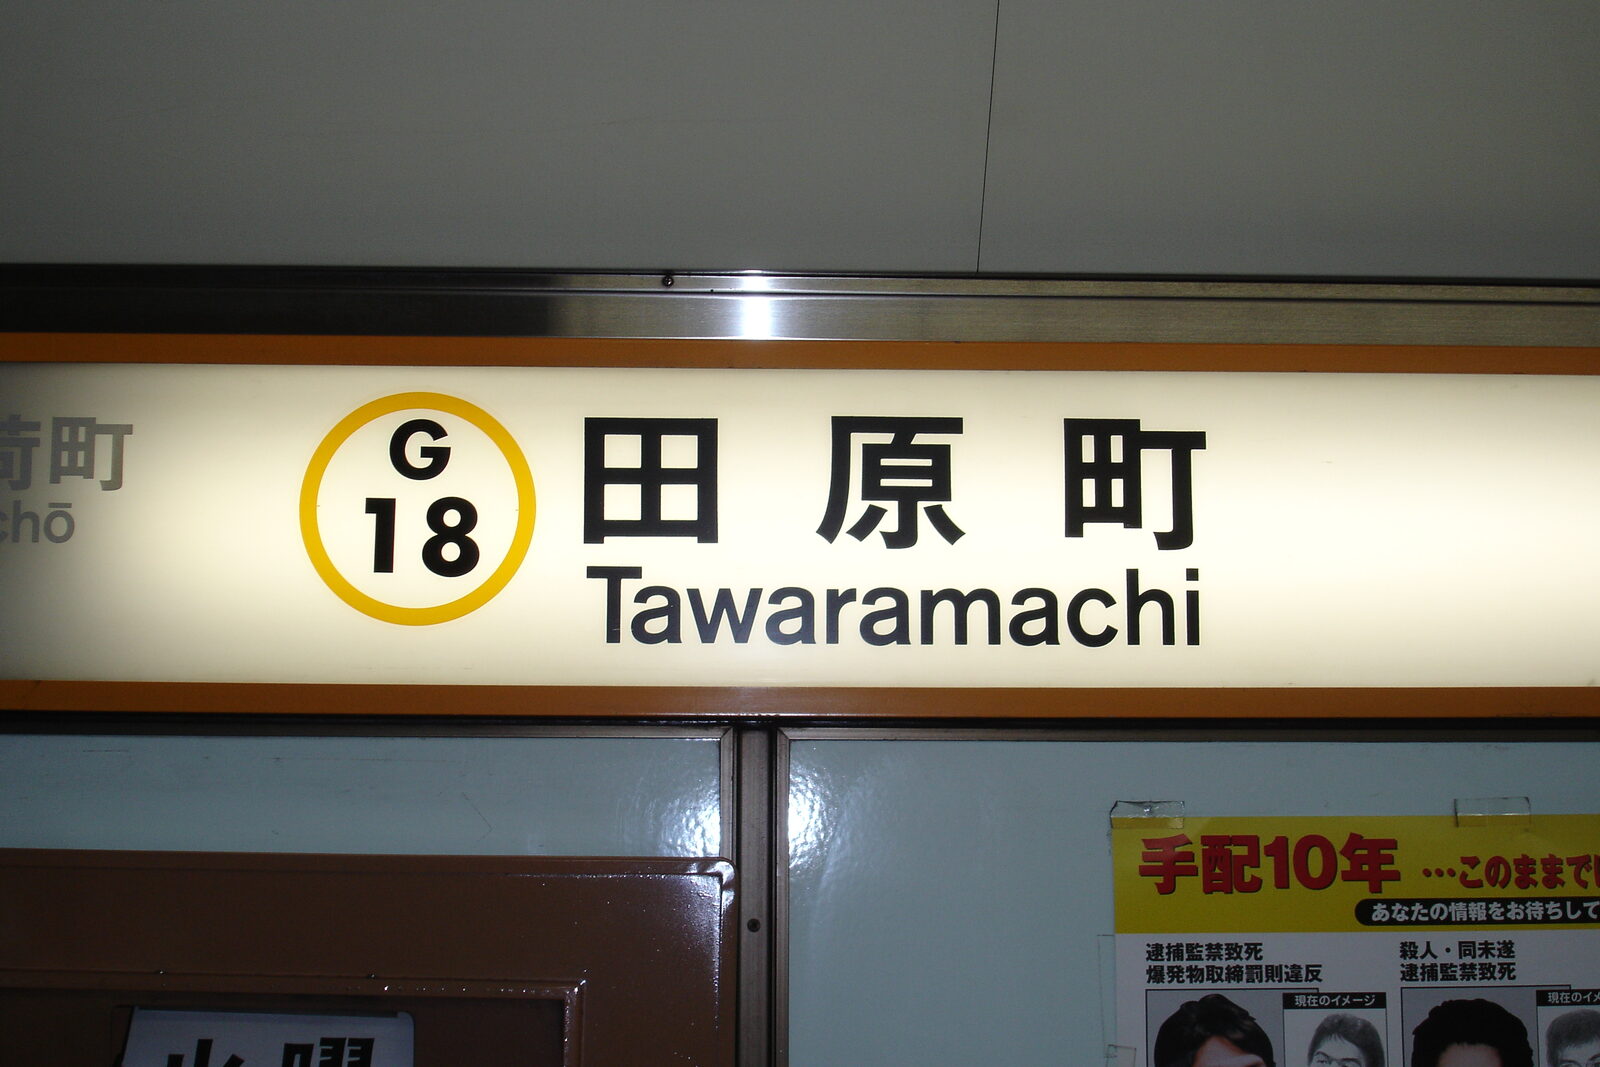 荷町
chō
G
18
田原町
Tawaramachi
手配10年 …このままで
あなたの情報をお待ちして
逮捕監禁致死
爆発物取締罰則違反
現在のイメージ
殺人・同未遂
逮捕監禁致死
現在のイメ
曜